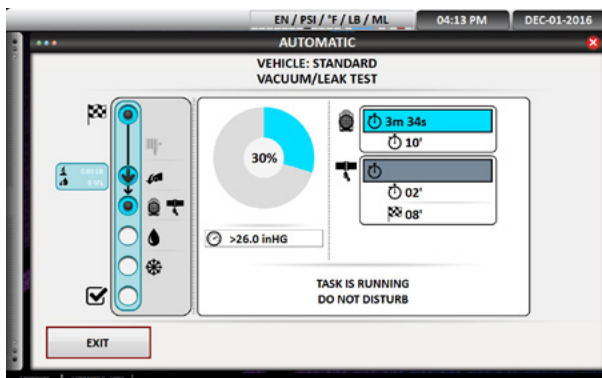 EN / PSI / °F / LB / ML
04:13 PM
DEC-01-2016
AUTOMATIC
VEHICLE: STANDARD
VACUUM/LEAK TEST
30%
>26.0 inHG
3m 34s
10'
02'
08'
TASK IS RUNNING
DO NOT DISTURB
EXIT